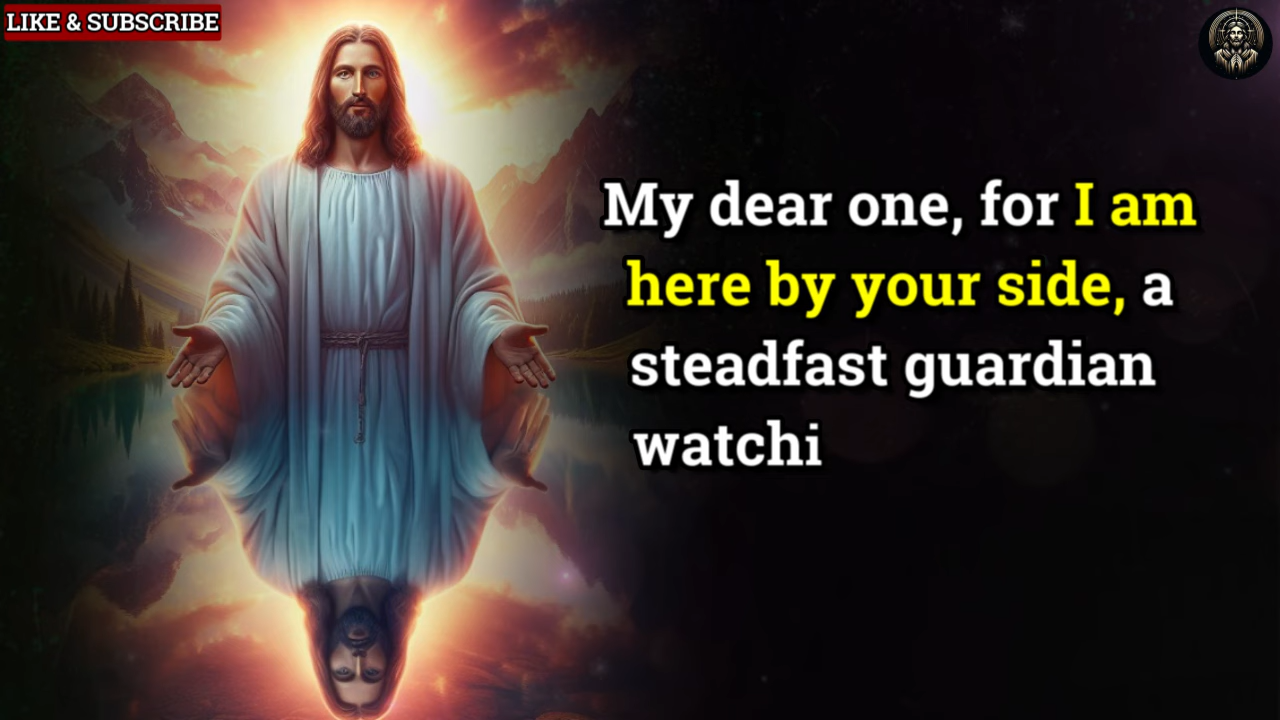 LIKE & SUBSCRIBE
My dear one, for I am
here by your side, a
steadfast guardian
watchi